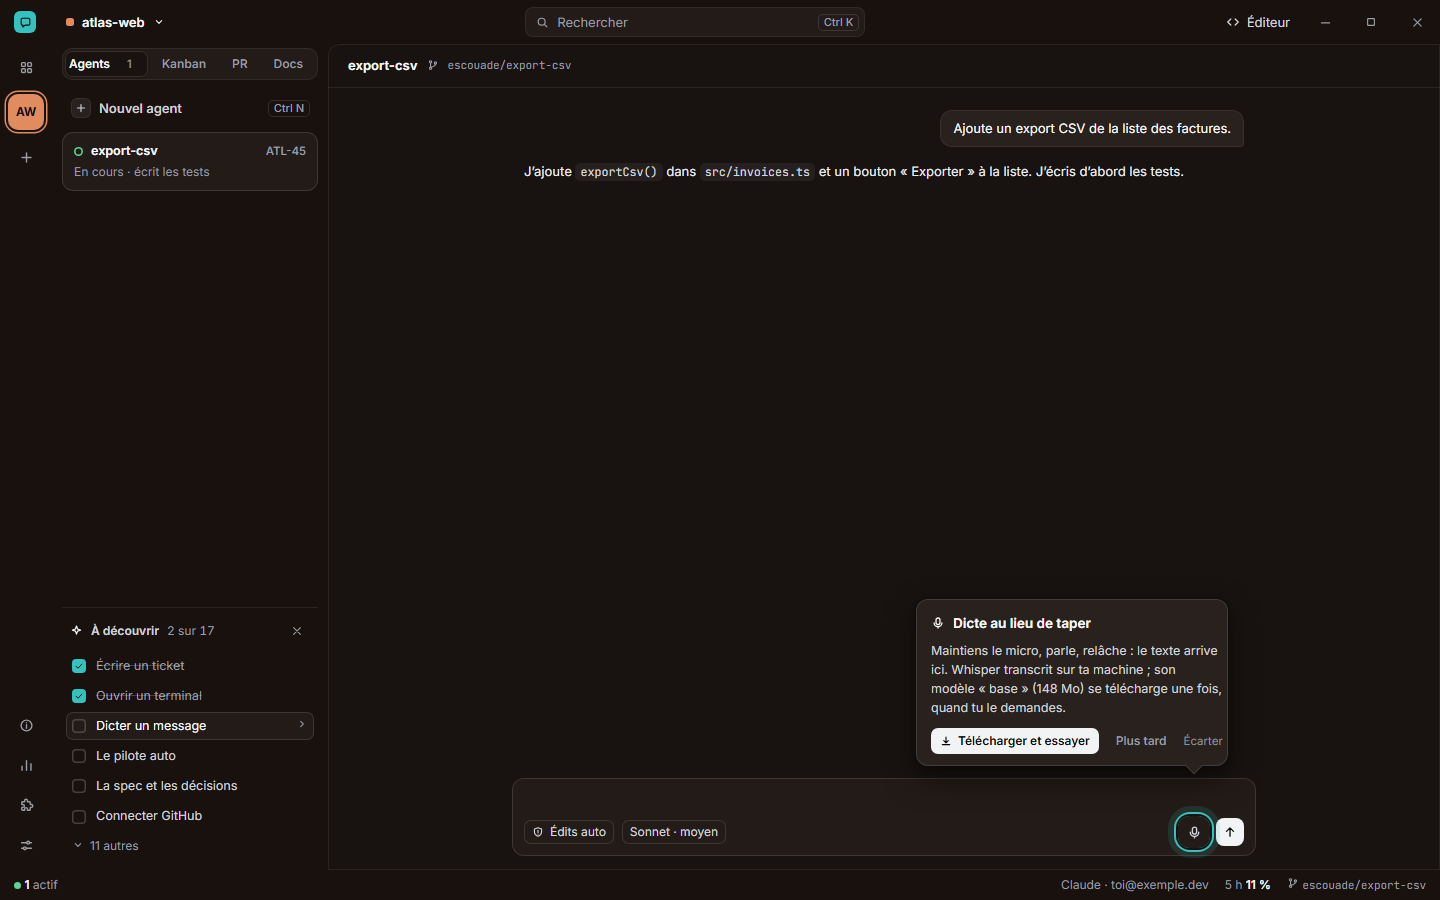 atlas-web
Rechercher
Ctrl K
Éditeur
Agents 1
Kanban
PR
Docs
AW
Nouvel agent
Ctrl N
export-csv
ATL-45
En cours · écrit les tests
export-csv
escouade/export-csv
Ajoute un export CSV de la liste des factures.
J’ajoute exportCsv() dans src/invoices.ts et un bouton « Exporter » à la liste. J’écris d’abord les tests.
À découvrir 2 sur 17
Écrire un ticket
Ouvrir un terminal
Dicter un message
Le pilote auto
La spec et les décisions
Connecter GitHub
11 autres
Dicte au lieu de taper
Maintiens le micro, parle, relâche : le texte arrive
ici. Whisper transcrit sur ta machine ; son
modèle « base » (148 Mo) se télécharge une fois,
quand tu le demandes.
Télécharger et essayer
Plus tard
Écarter
Édits auto
Sonnet · moyen
1 actif
Claude · toi@exemple.dev
5 h 11 %
escouade/export-csv